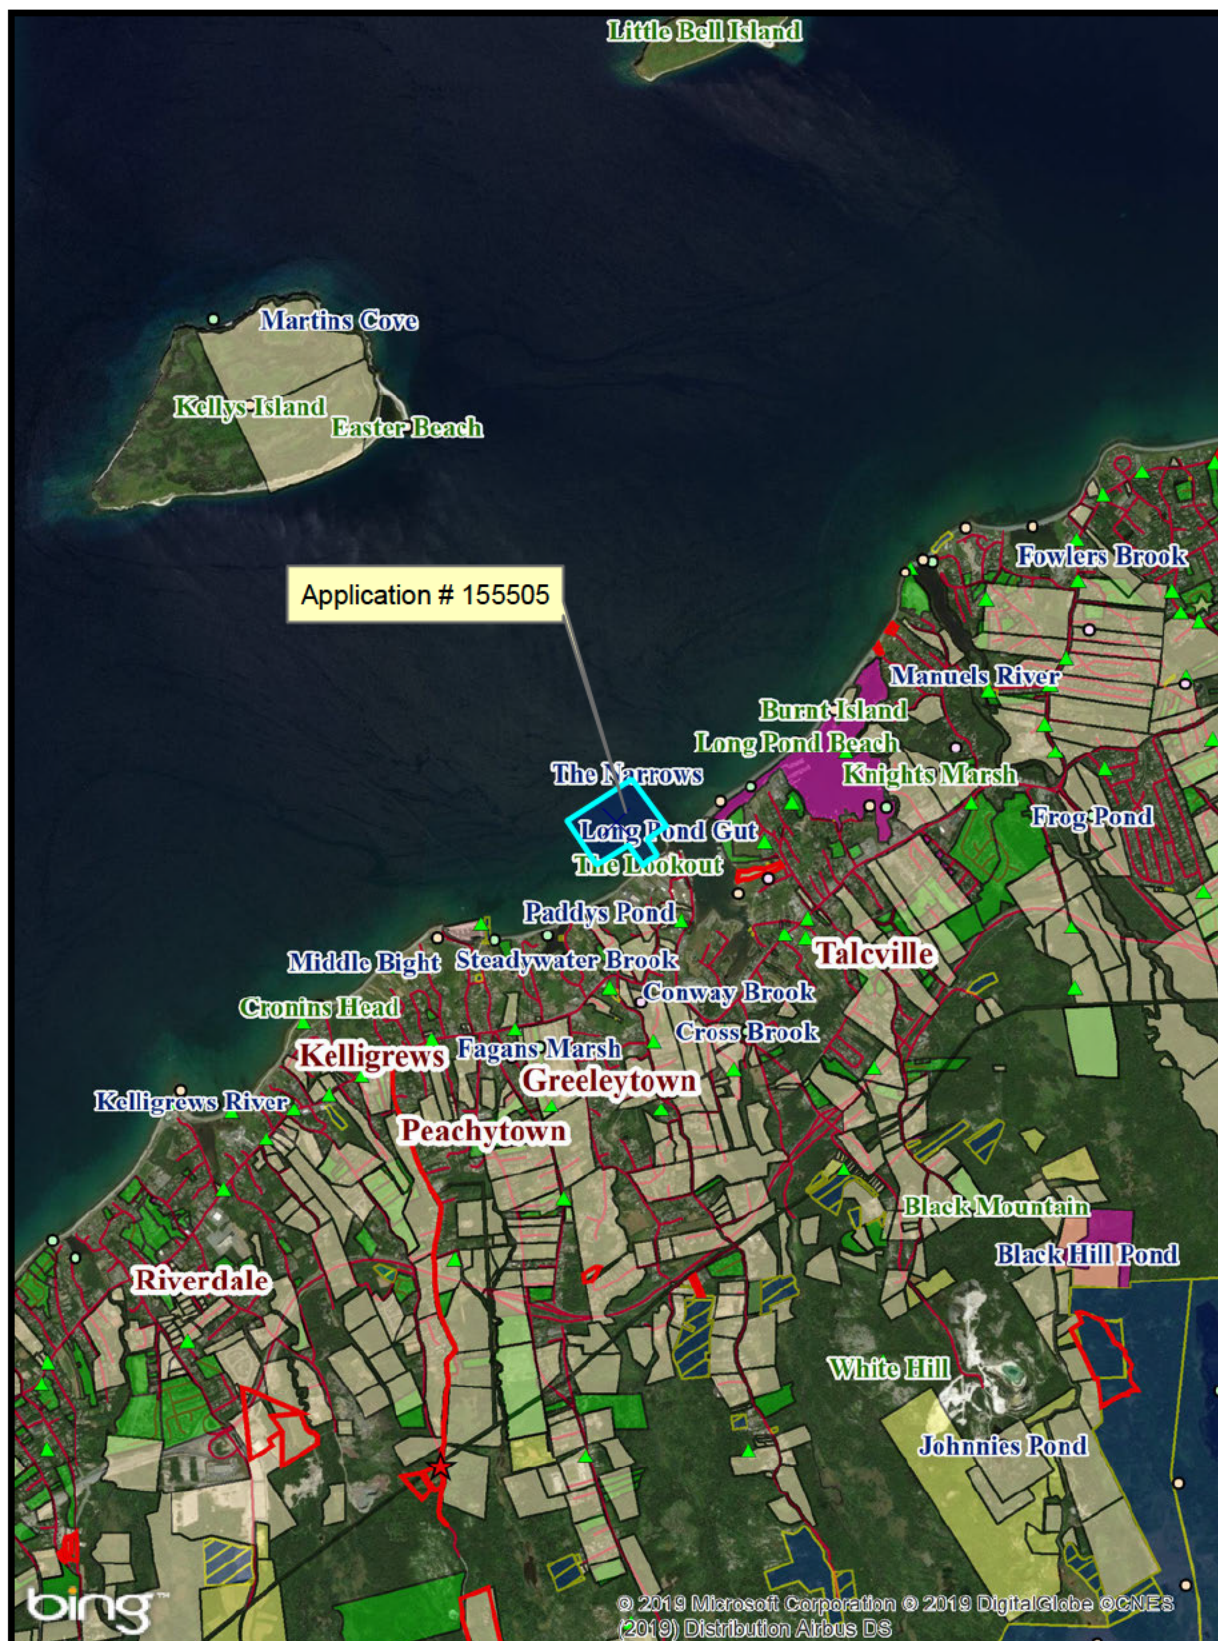 Little Bell Island
Martins Cove
Kellys Island
Easter Beach
Fowlers Brook
Application # 155505
Manuels River
Burnt Island
Long Pond Beach
The Narrows
Knights Marsh
Frog Pond
Long Pond Gut
The Lookout
Paddys Pond
Talcville
Middle Bight
Steadywater Brook
Conway Brook
Cronins Head
Cross Brook
Kelligrews
Fagans Marsh
Greeleytown
Kelligrews River
Peachytown
Black Mountain
Black Hill Pond
Riverdale
White Hill
Johnnies Pond
bing™
© 2019 Microsoft Corporation © 2019 DigitalGlobe ©CNES
(2019) Distribution Airbus DS